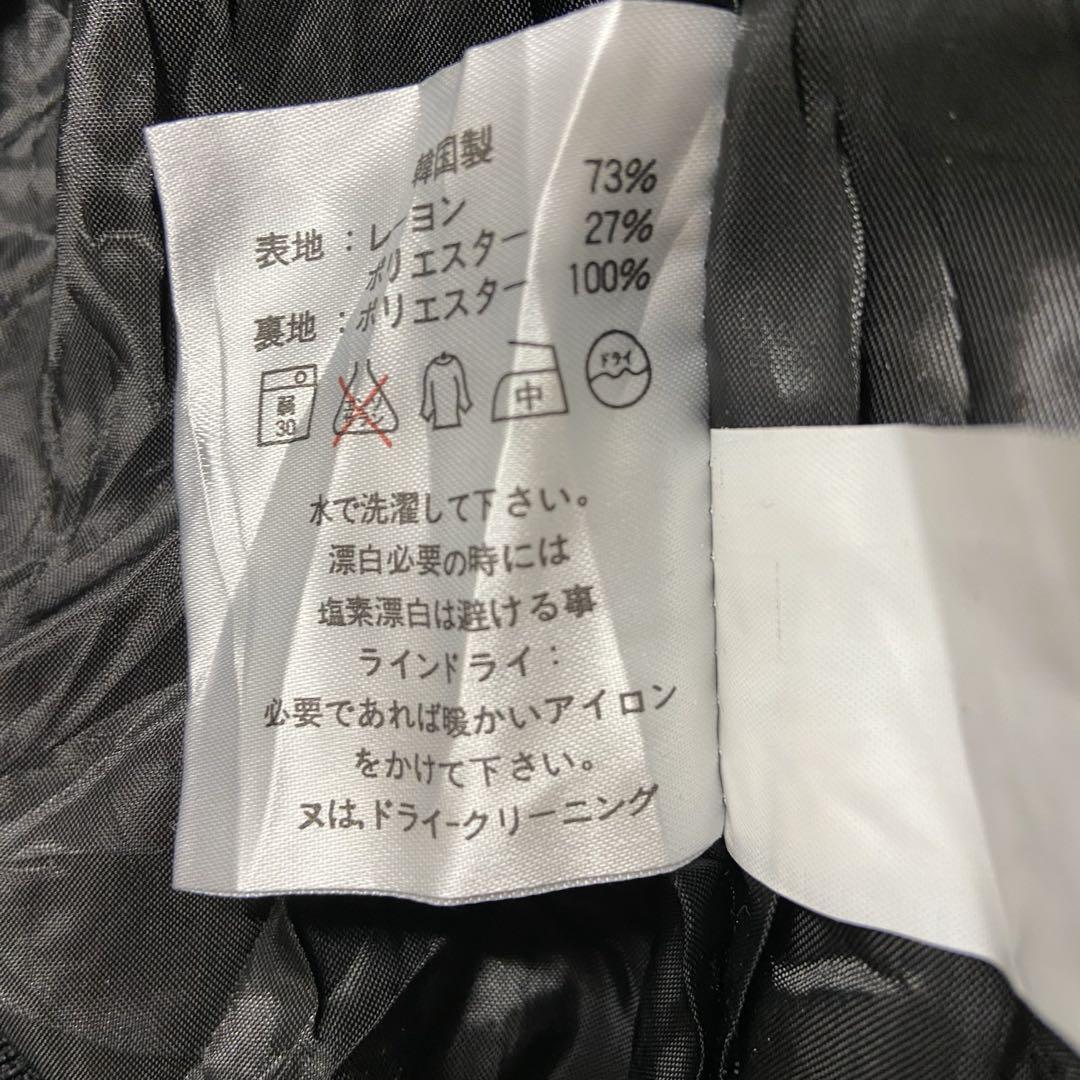 韓国製
表地：レーヨン 73%
ポリエステター 27%
裏地：ポリエステター 100%
弱 30 中 ドライ
水で洗濯して下さい。
漂白必要の時には
塩素漂白は避ける事
ラインドライ：
必要であれば暖かいアイロン
をかけて下さい。
ヌは,ドライ-クリーニング